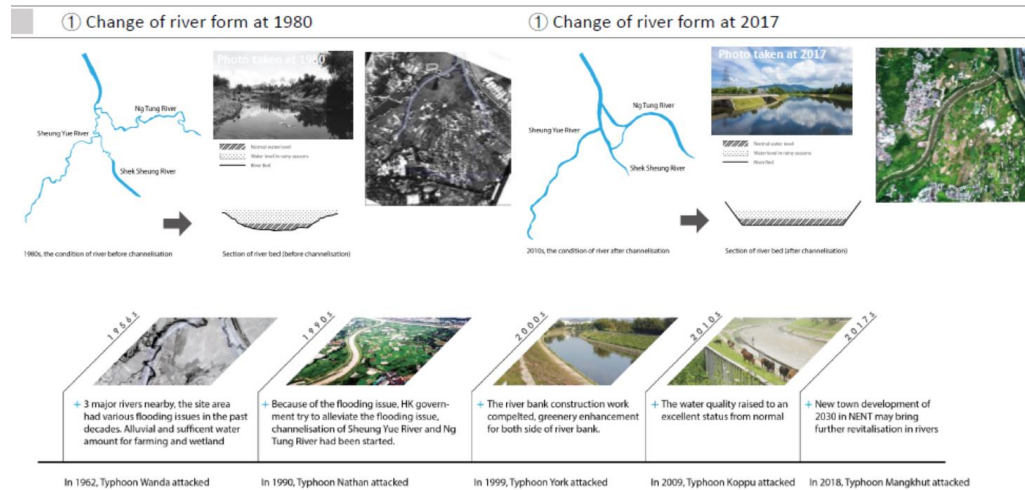 ① Change of river form at 1980
① Change of river form at 2017
Photo taken at 1980
Ng Tung River
Sheung Yue River
Shek Sheung River
Normal water level
Water level in rainy seasons
River Bed
1980s, the condition of river before channelisation
Section of river bed (before channelisation)
Photo taken at 2017
Ng Tung River
Sheung Yue River
Shek Sheung River
Normal water level
Water level in rainy seasons
River Bed
2010s, the condition of river after channelisation
Section of river bed (after channelisation)
1956s
1990s
2000s
2010s
2017s
+ 3 major rivers nearby, the site area
had various flooding issues in the past
decades. Alluvial and sufficent water
amount for farming and wetland
+ Because of the flooding issue, HK govern-
ment try to alleviate the flooding issue,
channelisation of Sheung Yue River and Ng
Tung River had been started.
+ The river bank construction work
compelted, greenery enhancement
for both side of river bank.
+ The water quality raised to an
excellent status from normal
+ New town development of
2030 in NENT may bring
further revitalisation in rivers
In 1962, Typhoon Wanda attacked
In 1990, Typhoon Nathan attacked
In 1999, Typhoon York attacked
In 2009, Typhoon Koppu attacked
In 2018, Typhoon Mangkhut attacked